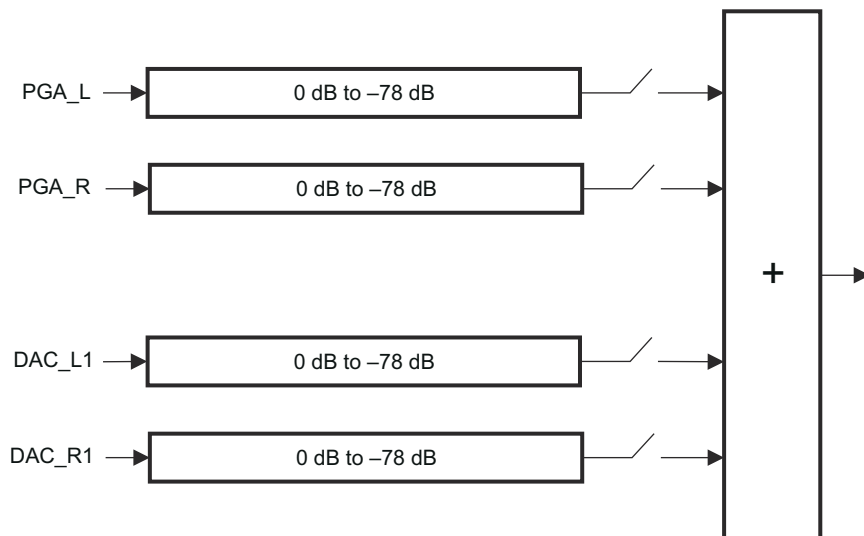 PGA_L 0 dB to –78 dB
PGA_R 0 dB to –78 dB
+
DAC_L1 0 dB to –78 dB
DAC_R1 0 dB to –78 dB